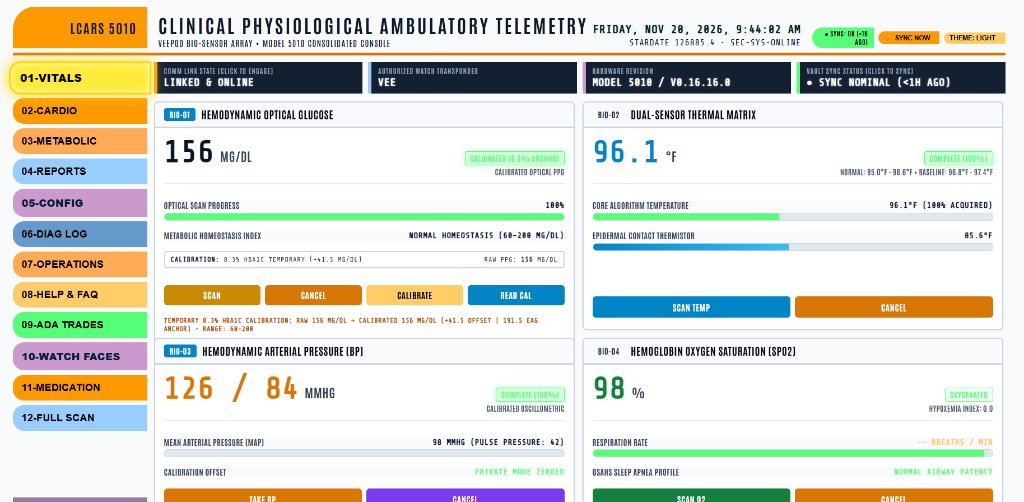 LCARS 5010
CLINICAL PHYSIOLOGICAL AMBULATORY TELEMETRY
VEEPOO BIO-SENSOR ARRAY • MODEL 5010 CONSOLIDATED CONSOLE
FRIDAY, NOV 20, 2026, 9:44:02 AM
STARDATE 126885.4 · SEC-SYS-ONLINE
● SYNC: OK (<1H AGO)
SYNC NOW
THEME: LIGHT
01-VITALS
02-CARDIO
03-METABOLIC
04-REPORTS
05-CONFIG
06-DIAG LOG
07-OPERATIONS
08-HELP & FAQ
09-ADA TRADES
10-WATCH FACES
11-MEDICATION
12-FULL SCAN
COMM LINK STATE (CLICK TO ENGAGE)
LINKED & ONLINE
AUTHORIZED WATCH TRANSPONDER
VEE
HARDWARE REVISION
MODEL 5010 / V0.16.16.0
VAULT SYNC STATUS (CLICK TO SYNC)
● SYNC NOMINAL (<1H AGO)
BIO-01 HEMODYNAMIC OPTICAL GLUCOSE
156 MG/DL
CALIBRATED (8.3% ANCHOR)
CALIBRATED OPTICAL PPG
OPTICAL SCAN PROGRESS 100%
METABOLIC HOMEOSTASIS INDEX NORMAL HOMEOSTASIS (60-200 MG/DL)
CALIBRATION: 8.3% HBA1C TEMPORARY (+41.5 MG/DL) RAW PPG: 156 MG/DL
SCAN CANCEL CALIBRATE READ CAL
TEMPORARY 8.3% HBA1C CALIBRATION: RAW 156 MG/DL → CALIBRATED 156 MG/DL (+41.5 OFFSET | 191.5 EAG
ANCHOR) • RANGE: 60-200
BIO-02 DUAL-SENSOR THERMAL MATRIX
96.1 °F
COMPLETE (100%)
NORMAL: 95.0°F - 98.6°F • BASELINE: 96.8°F - 97.4°F
CORE ALGORITHM TEMPERATURE 96.1°F (100% ACQUIRED)
EPIDERMAL CONTACT THERMISTOR 85.6°F
SCAN TEMP CANCEL
BIO-03 HEMODYNAMIC ARTERIAL PRESSURE (BP)
126 / 84 MMHG
COMPLETE (100%)
CALIBRATED OSCILLOMETRIC
MEAN ARTERIAL PRESSURE (MAP) 98 MMHG (PULSE PRESSURE: 42)
CALIBRATION OFFSET PRIVATE MODE ZEROED
TAKE BP CANCEL
BIO-04 HEMOGLOBIN OXYGEN SATURATION (SPO2)
98 %
OXYGENATED
HYPOXEMIA INDEX: 0.0
RESPIRATION RATE -- BREATHS / MIN
OSAHS SLEEP APNEA PROFILE NORMAL AIRWAY PATENCY
SCAN O2 CANCEL